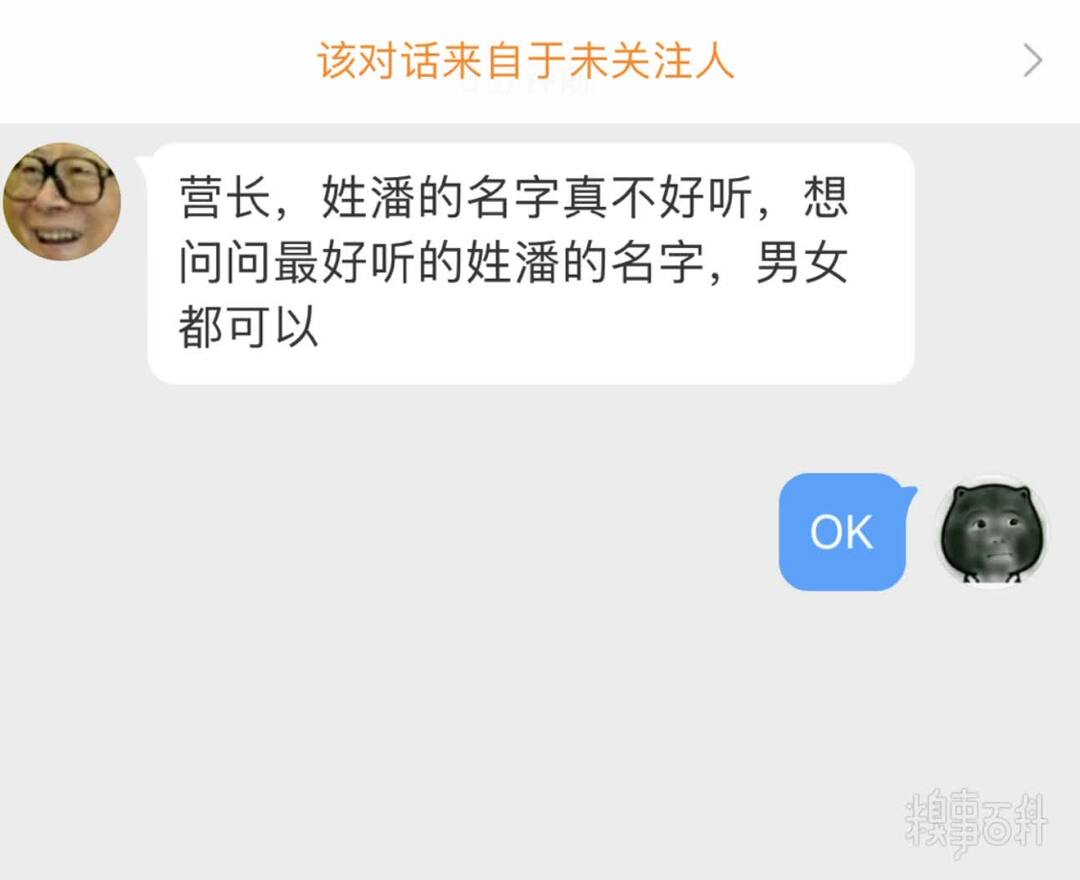 该对话来自于未关注人
营长，姓潘的名字真不好听，想
问问最好听的姓潘的名字，男女
都可以
OK
糗事百科